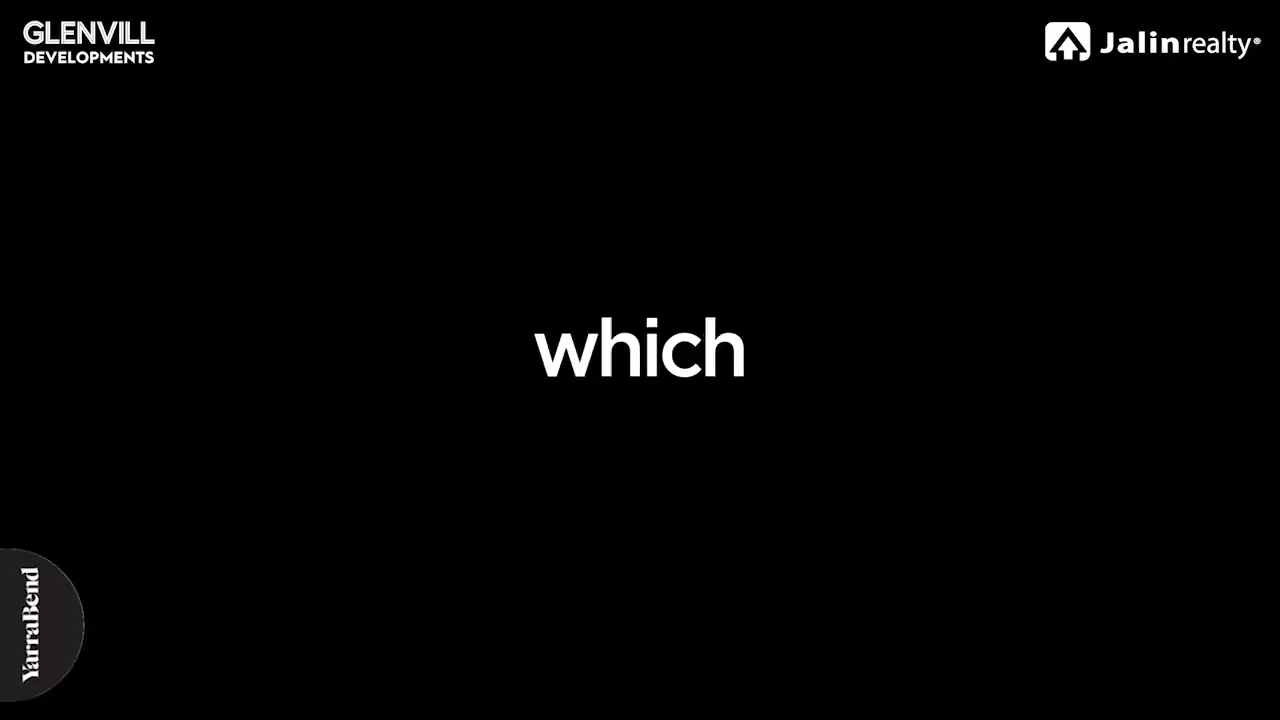 GLENVILL
DEVELOPMENTS
Jalinrealty®
which
YarraBend